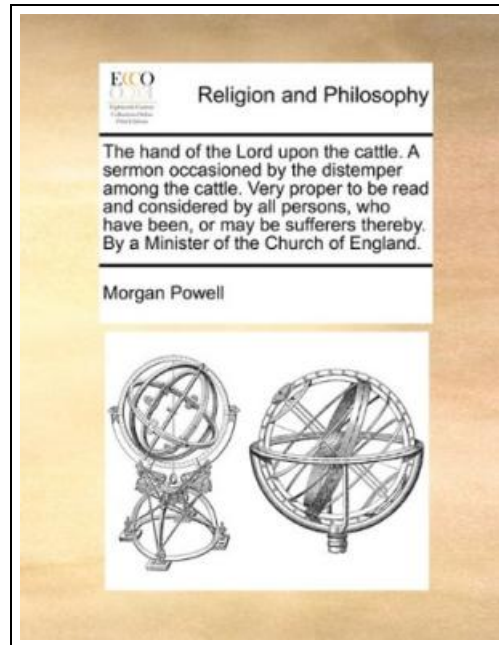 ECCO
Religion and Philosophy
The hand of the Lord upon the cattle. A
sermon occasioned by the distemper
among the cattle. Very proper to be read
and considered by all persons, who
have been, or may be sufferers thereby.
By a Minister of the Church of England.
Morgan Powell